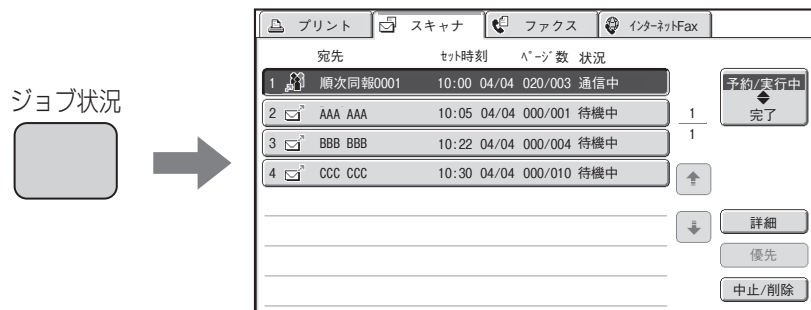 プリント スキャナ ファクス インターネットFax
宛先 セット時刻 ページ数 状況
1 順次同報0001 10:00 04/04 020/003 通信中
予約/実行中
完了
ジョブ状況
2 AAA AAA 10:05 04/04 000/001 待機中
1
3 BBB BBB 10:22 04/04 000/004 待機中
1
4 CCC CCC 10:30 04/04 000/010 待機中
詳細
優先
中止/削除